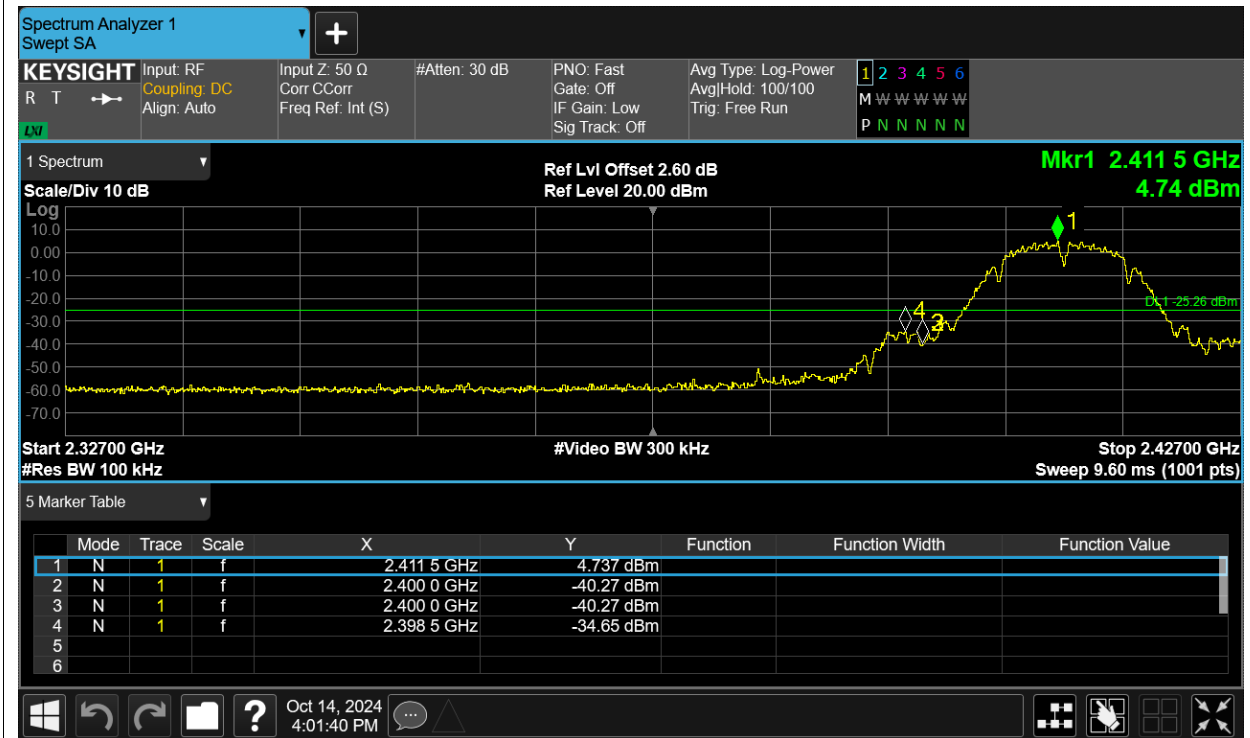 Spectrum Analyzer 1
Swept SA
+
KEYSIGHT
R T
LXI
Input: RF
Coupling: DC
Align: Auto
Input Z: 50 Ω
Corr CCorr
Freq Ref: Int (S)
#Atten: 30 dB
PNO: Fast
Gate: Off
IF Gain: Low
Sig Track: Off
Avg Type: Log-Power
Avg|Hold: 100/100
Trig: Free Run
1 2 3 4 5 6
M W W W W W
P N N N N N
1 Spectrum
Scale/Div 10 dB
Ref Lvl Offset 2.60 dB
Ref Level 20.00 dBm
Mkr1 2.411 5 GHz
4.74 dBm
Log
10.0
0.00
-10.0
-20.0
-30.0
-40.0
-50.0
-60.0
-70.0
1
4
2
DL1 -25.26 dBm
Start 2.32700 GHz
#Video BW 300 kHz
Stop 2.42700 GHz
#Res BW 100 kHz
Sweep 9.60 ms (1001 pts)
5 Marker Table
Mode Trace Scale X Y Function Function Width Function Value
1 N 1 f 2.411 5 GHz 4.737 dBm
2 N 1 f 2.400 0 GHz -40.27 dBm
3 N 1 f 2.400 0 GHz -40.27 dBm
4 N 1 f 2.398 5 GHz -34.65 dBm
5
6
?
Oct 14, 2024
4:01:40 PM